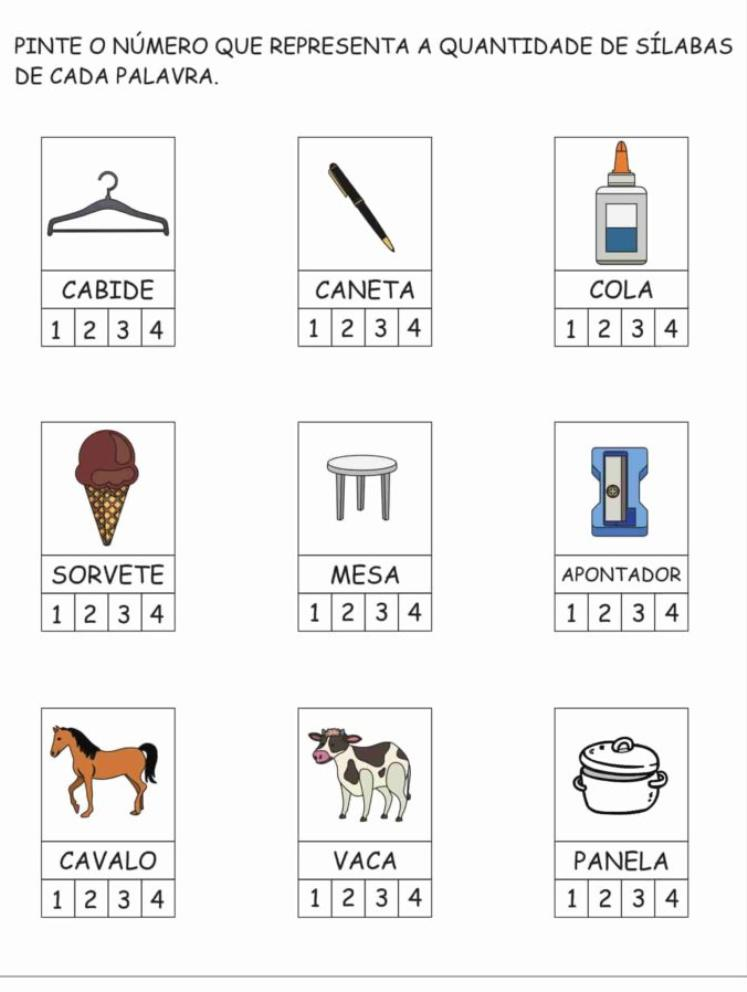 PINTE O NÚMERO QUE REPRESENTA A QUANTIDADE DE SÍLABAS
DE CADA PALAVRA.
CABIDE
1 2 3 4
CANETA
1 2 3 4
COLA
1 2 3 4
SORVETE
1 2 3 4
MESA
1 2 3 4
APONTADOR
1 2 3 4
CAVALO
1 2 3 4
VACA
1 2 3 4
PANELA
1 2 3 4